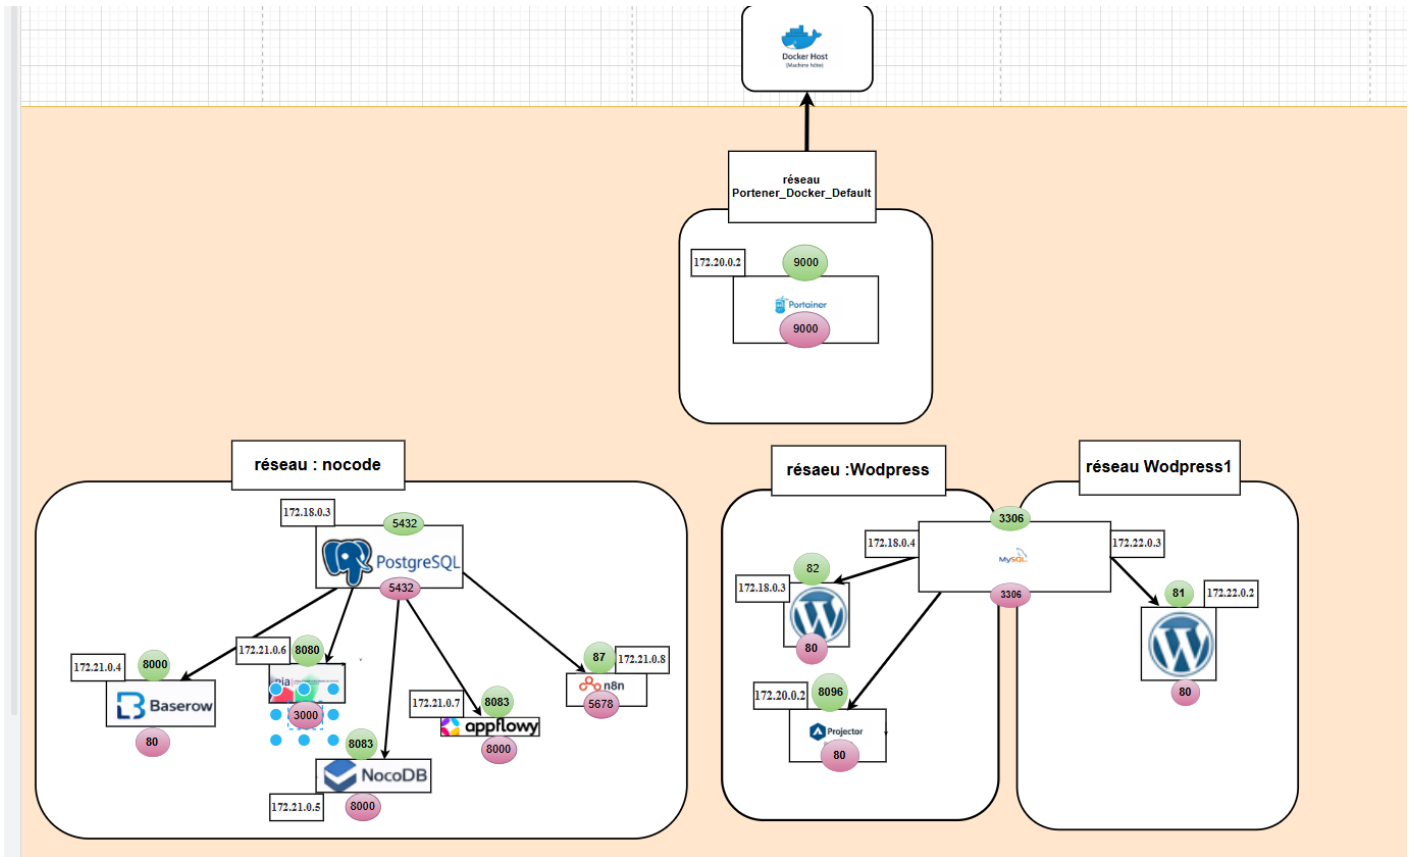 Docker Host
(Machine hôte)
réseau
Portener_Docker_Default
172.20.0.2
9000
Portainer
9000
réseau : nocode
172.18.0.3
5432
PostgreSQL
5432
172.21.0.4
8000
Baserow
80
172.21.0.6
8080
3000
8083
NocoDB
172.21.0.5
8000
172.21.0.7
8083
appflowy
8000
87
172.21.0.8
n8n
5678
résaeu :Wodpress
réseau Wodpress1
3306
172.18.0.4
MySQL
172.22.0.3
3306
82
172.18.0.3
80
172.20.0.2
8096
Projector
80
81
172.22.0.2
80